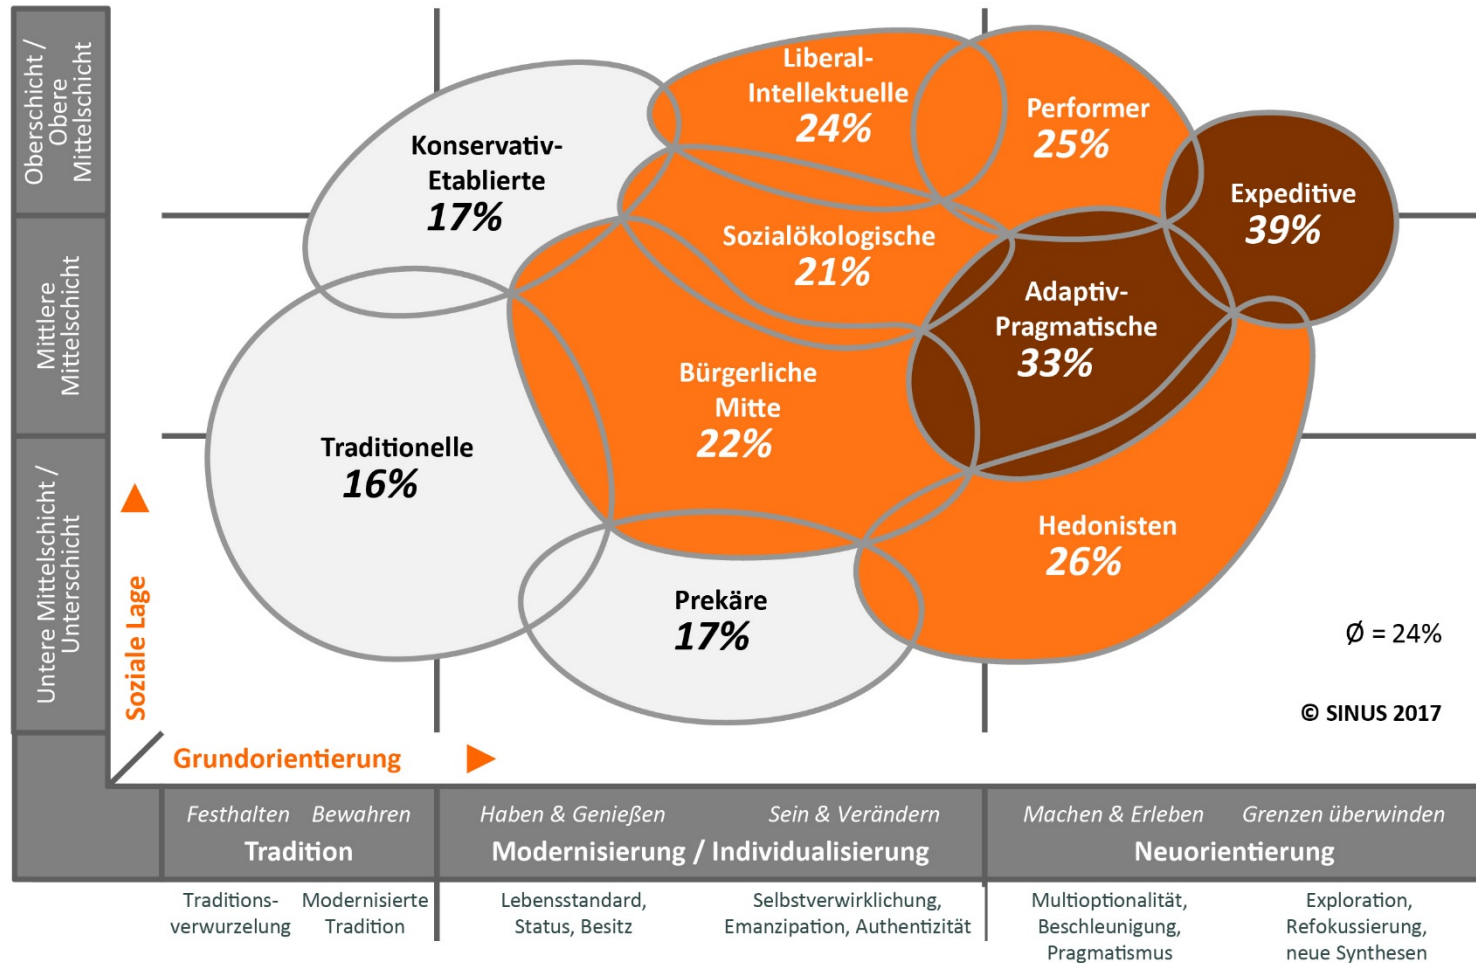 Oberschicht /
Obere
Mittelschicht
Mittlere
Mittelschicht
Untere Mittelschicht /
Unterschicht
Soziale Lage
Liberal-
Intellektuelle
24%
Performer
25%
Konservativ-
Etablierte
17%
Expeditive
39%
Sozialökologische
21%
Adaptiv-
Pragmatische
33%
Bürgerliche
Mitte
22%
Traditionelle
16%
Hedonisten
26%
Prekäre
17%
Ø = 24%
© SINUS 2017
Grundorientierung
Festhalten Bewahren
Tradition
Haben & Genießen Sein & Verändern
Modernisierung / Individualisierung
Machen & Erleben Grenzen überwinden
Neuorientierung
Traditions-
verwurzelung
Modernisierte
Tradition
Lebensstandard,
Status, Besitz
Selbstverwirklichung,
Emanzipation, Authentizität
Multioptionalität,
Beschleunigung,
Pragmatismus
Exploration,
Refokussierung,
neue Synthesen